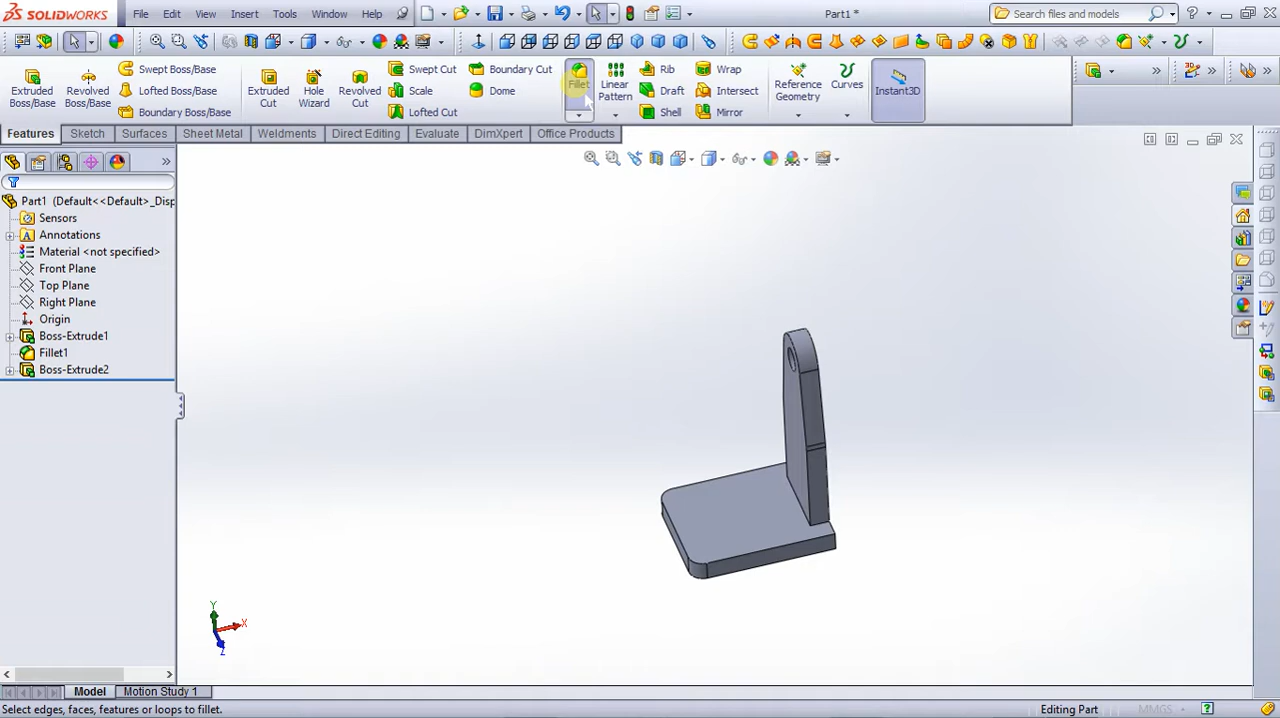 SOLIDWORKS File Edit View Insert Tools Window Help Part1 * Search files and models
Extruded Boss/Base Revolved Boss/Base Swept Boss/Base Extruded Cut Hole Wizard Revolved Cut Swept Cut Boundary Cut Fillet Linear Pattern Rib Wrap Reference Geometry Curves Instant3D
Lofted Boss/Base Scale Dome Draft Intersect
Boundary Boss/Base Lofted Cut Shell Mirror
Features Sketch Surfaces Sheet Metal Weldments Direct Editing Evaluate DimXpert Office Products
Part1 (Default<<Default>_Disp
Sensors
Annotations
Material <not specified>
Front Plane
Top Plane
Right Plane
Origin
Boss-Extrude1
Fillet1
Boss-Extrude2
Y
X
Z
Model Motion Study 1
Select edges, faces, features or loops to fillet. Editing Part MMGS